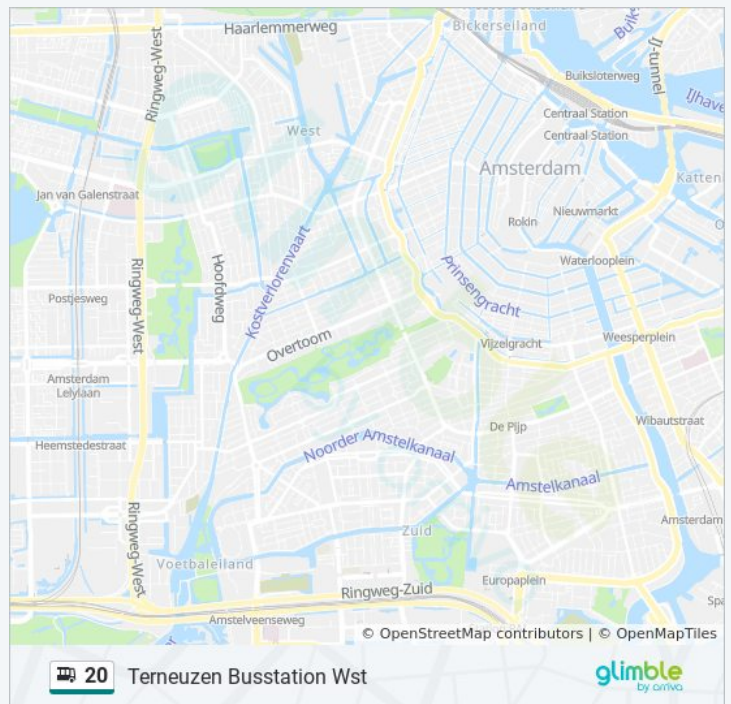 Haarlemmerweg
Bickerseiland
Ringweg-West
IJ-tunnel
Buiksloterweg
Centraal Station
Centraal Station
West
Amsterdam
Jan van Galenstraat
Rokin
Nieuwmarkt
Waterlooplein
Kostverlorenvaart
Hoofdweg
Ringweg-West
Postjesweg
Prinsengracht
Overtoom
Vijzelgracht
Weesperplein
Amsterdam
Lelylaan
Wibautstraat
De Pijp
Heemstedestraat
Noorder Amstelkanaal
Amstelkanaal
Ringweg-West
Amsterdam
Zuid
Voetbaleiland
Europaplein
Ringweg-Zuid
Amstelveenseweg
© OpenStreetMap contributors | © OpenMapTiles
20 Terneuzen Busstation Wst
glimble
by arriva